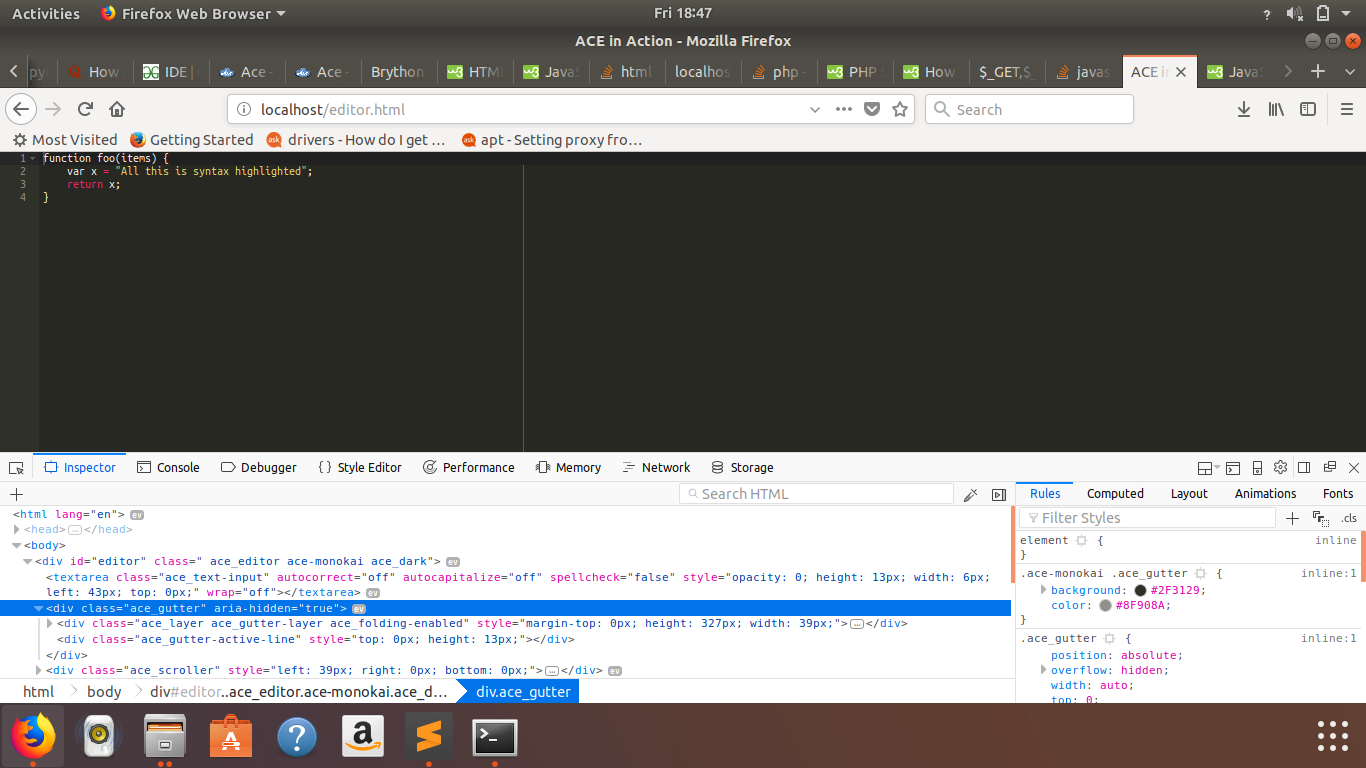 Activities Firefox Web Browser Fri 18:47 ?
ACE in Action - Mozilla Firefox
How IDE | Ace - Ace - Brython HTM JavaS html localhos php - PHP How $_GET,$_ javas ACE in JavaS
localhost/editor.html Search
Most Visited Getting Started ask drivers - How do I get ... ask apt - Setting proxy fro...
1 function foo(items) {
2 var x = "All this is syntax highlighted";
3 return x;
4 }
Inspector Console Debugger {} Style Editor Performance Memory Network Storage
+ Search HTML Rules Computed Layout Animations Fonts
<html lang="en"> ev
<head>…</head>
<body>
<div id="editor" class=" ace_editor ace-monokai ace_dark"> ev
<textarea class="ace_text-input" autocorrect="off" autocapitalize="off" spellcheck="false" style="opacity: 0; height: 13px; width: 6px;
left: 43px; top: 0px;" wrap="off"></textarea> ev
<div class="ace_gutter" aria-hidden="true"> ev
<div class="ace_layer ace_gutter-layer ace_folding-enabled" style="margin-top: 0px; height: 327px; width: 39px;">…</div>
<div class="ace_gutter-active-line" style="top: 0px; height: 13px;"></div>
</div>
<div class="ace_scroller" style="left: 39px; right: 0px; bottom: 0px;">…</div> ev
html body div#editor..ace_editor.ace-monokai.ace_d... div.ace_gutter
Filter Styles + .cls
element { inline
}
.ace-monokai .ace_gutter { inline:1
background: #2F3129;
color: #8F908A;
}
.ace_gutter { inline:1
position: absolute;
overflow: hidden;
width: auto;
top: 0;